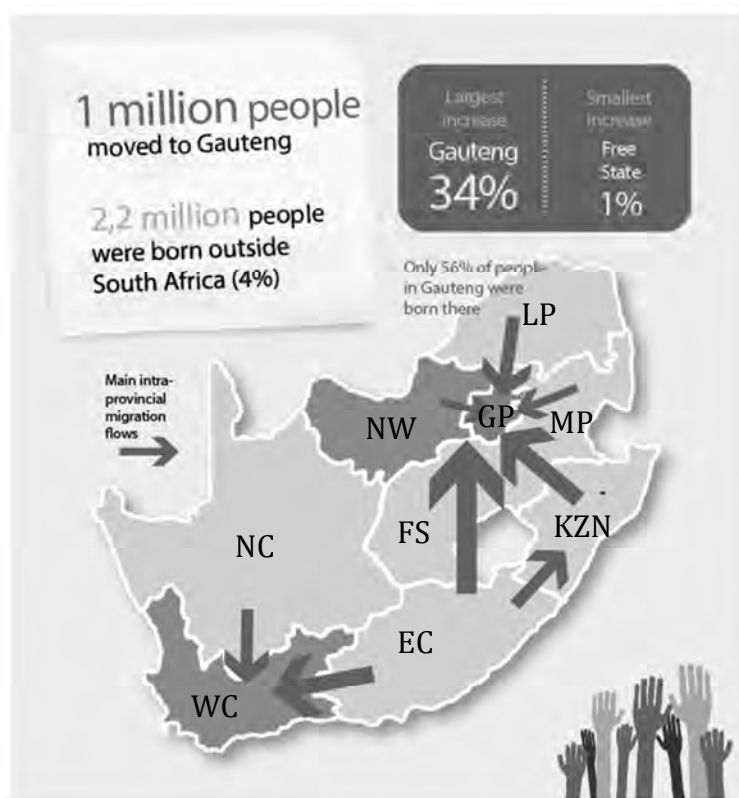 1 million people
moved to Gauteng
2,2 million people
were born outside
South Africa (4%)
Largest
increase
Gauteng
34%
Smallest
increase
Free
State
1%
Only 56% of people
in Gauteng were
born there
Main intra-
provincial
migration
flows
LP
NW
GP
MP
NC
FS
KZN
EC
WC